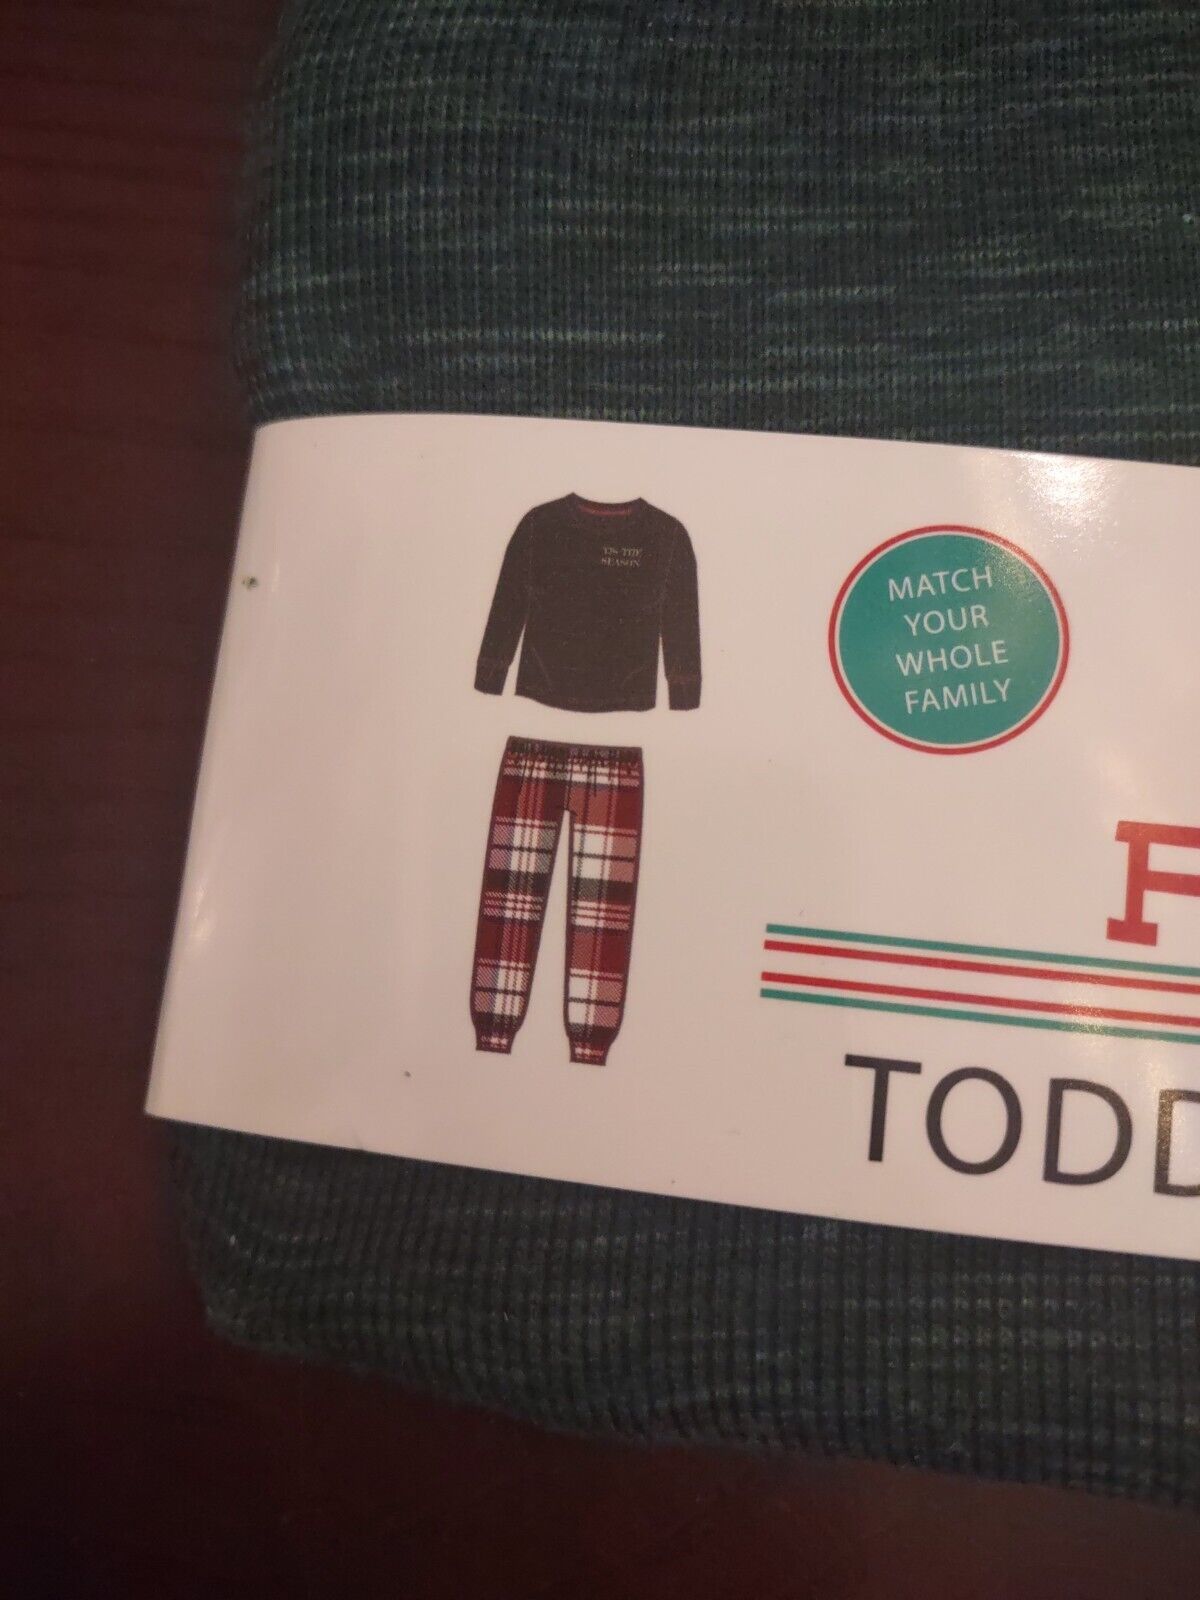 'TIS THE
SEASON
MATCH
YOUR
WHOLE
FAMILY
F
TODD